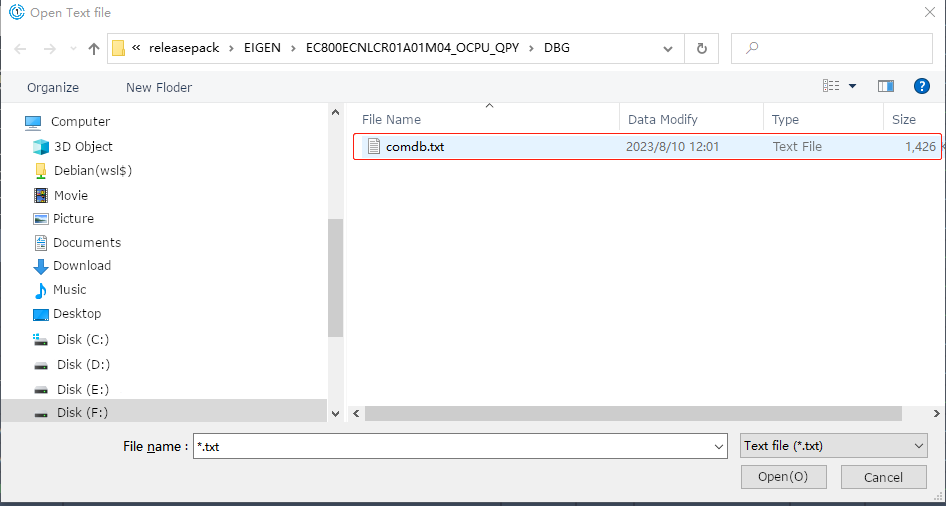 Open Text file
« releasepack > EIGEN > EC800ECNLCR01A01M04_OCPU_QPY > DBG
Organize New Floder
Computer
3D Object
Debian(wsl$)
Movie
Picture
Documents
Download
Music
Desktop
Disk (C:)
Disk (D:)
Disk (E:)
Disk (F:)
File Name Data Modify Type Size
comdb.txt 2023/8/10 12:01 Text File 1,426
File name : *.txt Text file (*.txt)
Open(O) Cancel